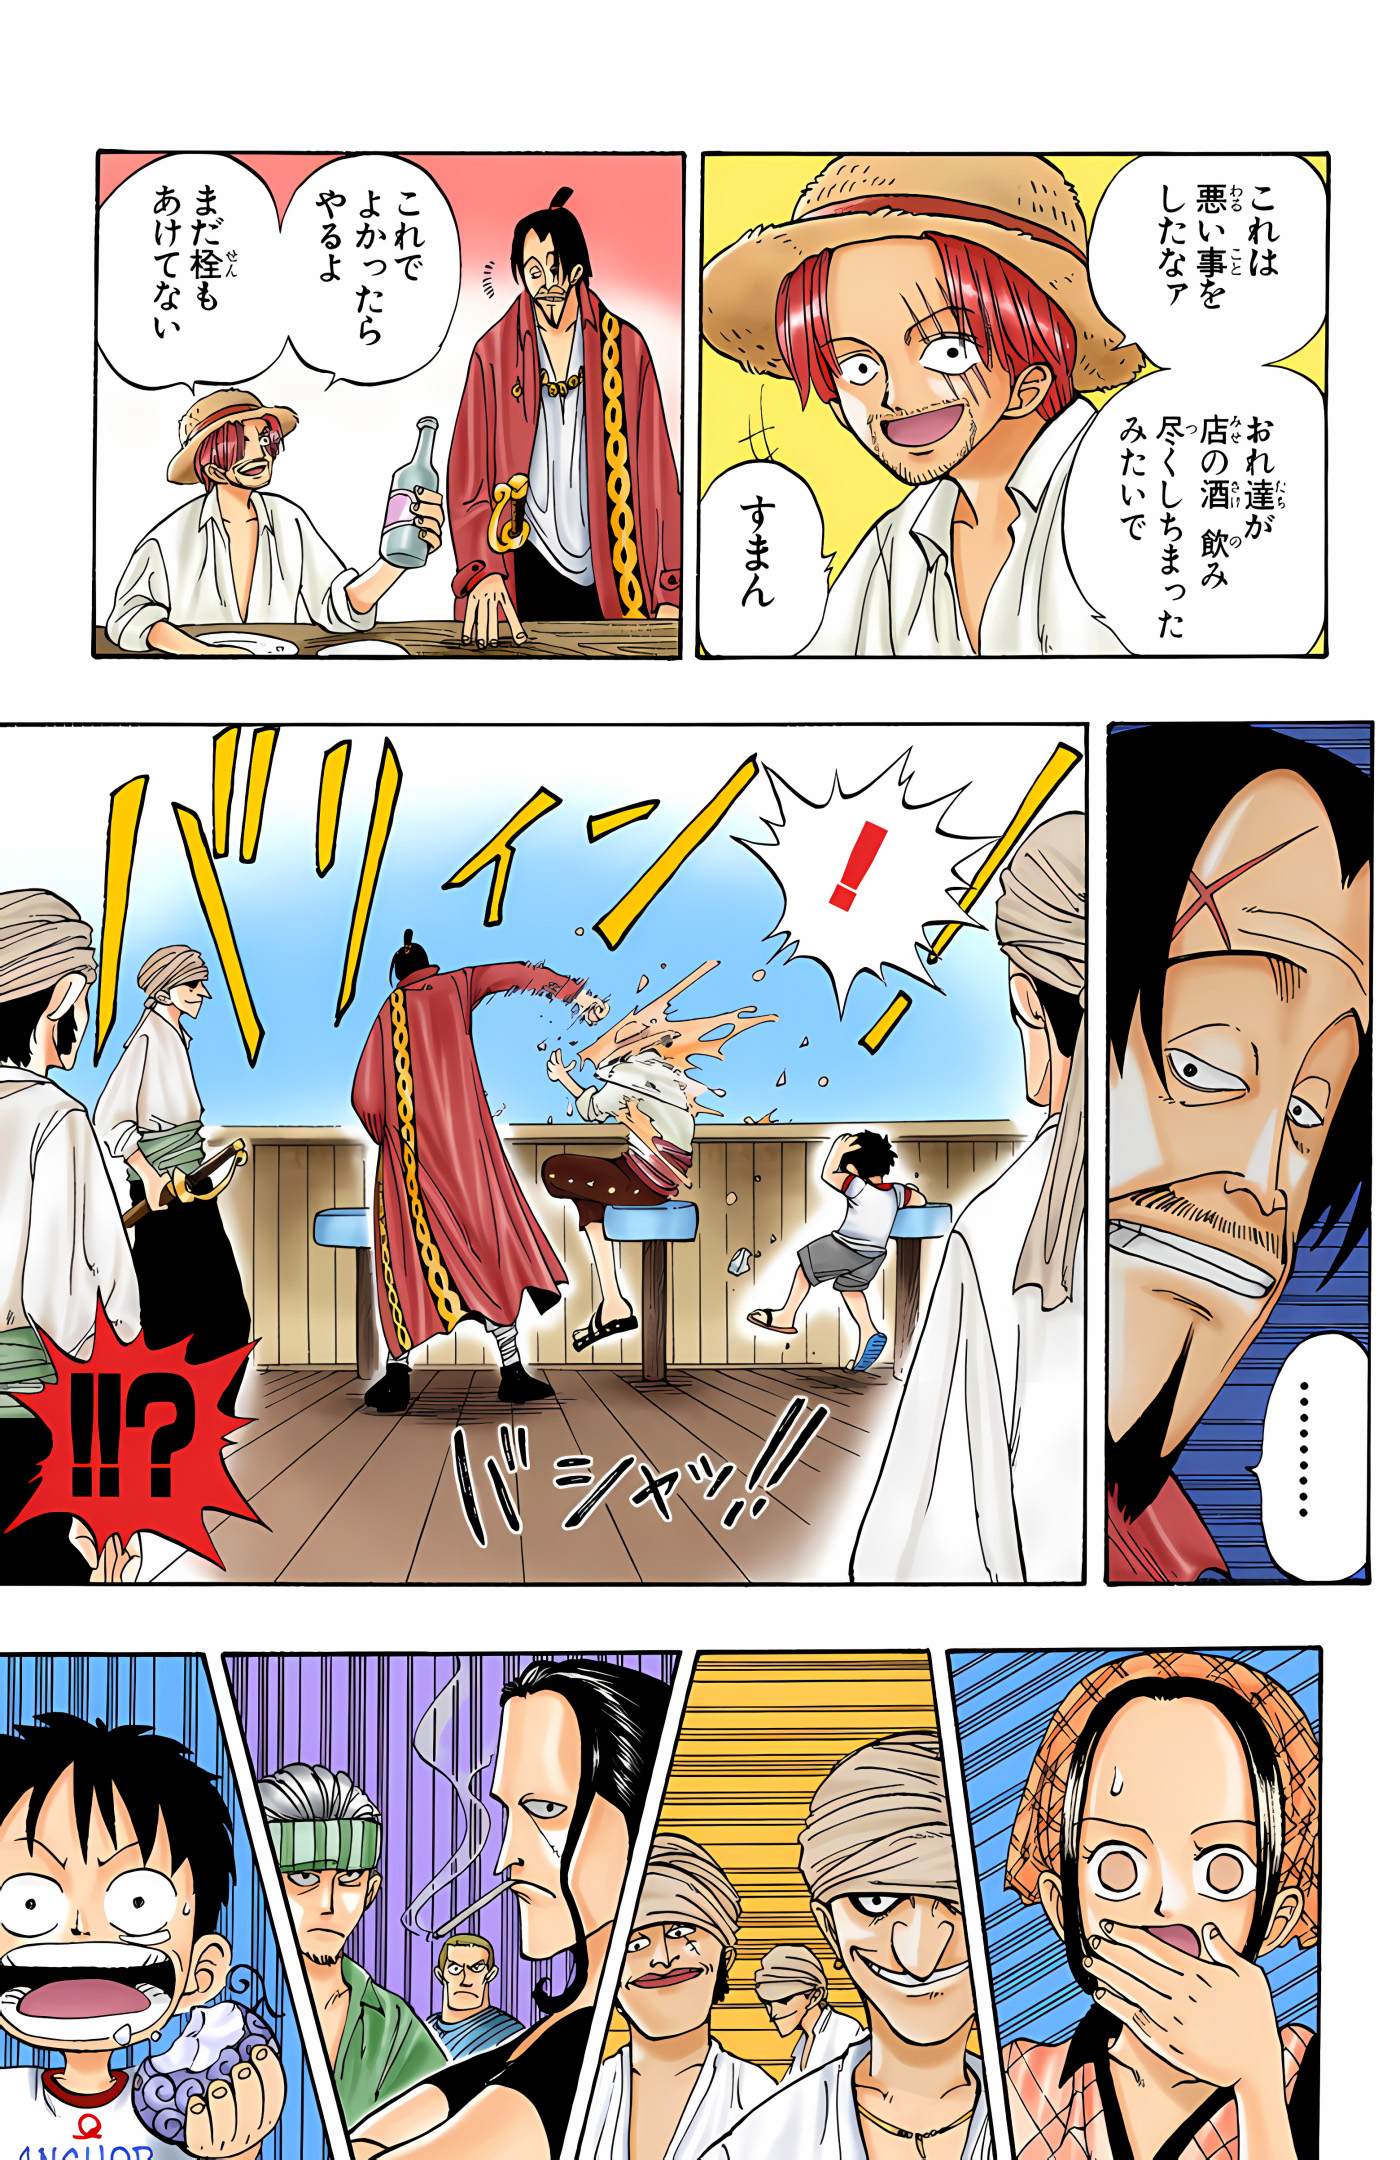 これは
悪い事を
したなァ
おれ達が
店の酒 飲み
尽くしちまった
みたいで
すまん
これで
よかったら
やるよ
まだ栓も
あけてない
………
!
バリィン!
バシャッ!!
!!?
ANCHOR